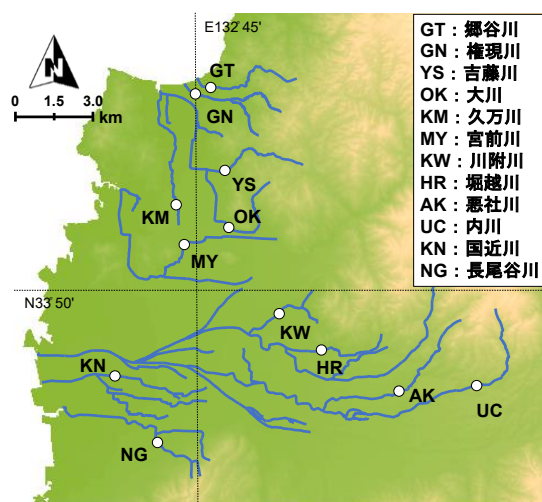 E132˚45'
N
0 1.5 3.0
km
GT
GN
YS
KM
OK
MY
N33˚50'
KW
KN
HR
AK
UC
NG
GT：郷谷川
GN：権現川
YS：吉藤川
OK：大川
KM：久万川
MY：宮前川
KW：川附川
HR：堀越川
AK：悪社川
UC：内川
KN：国近川
NG：長尾谷川